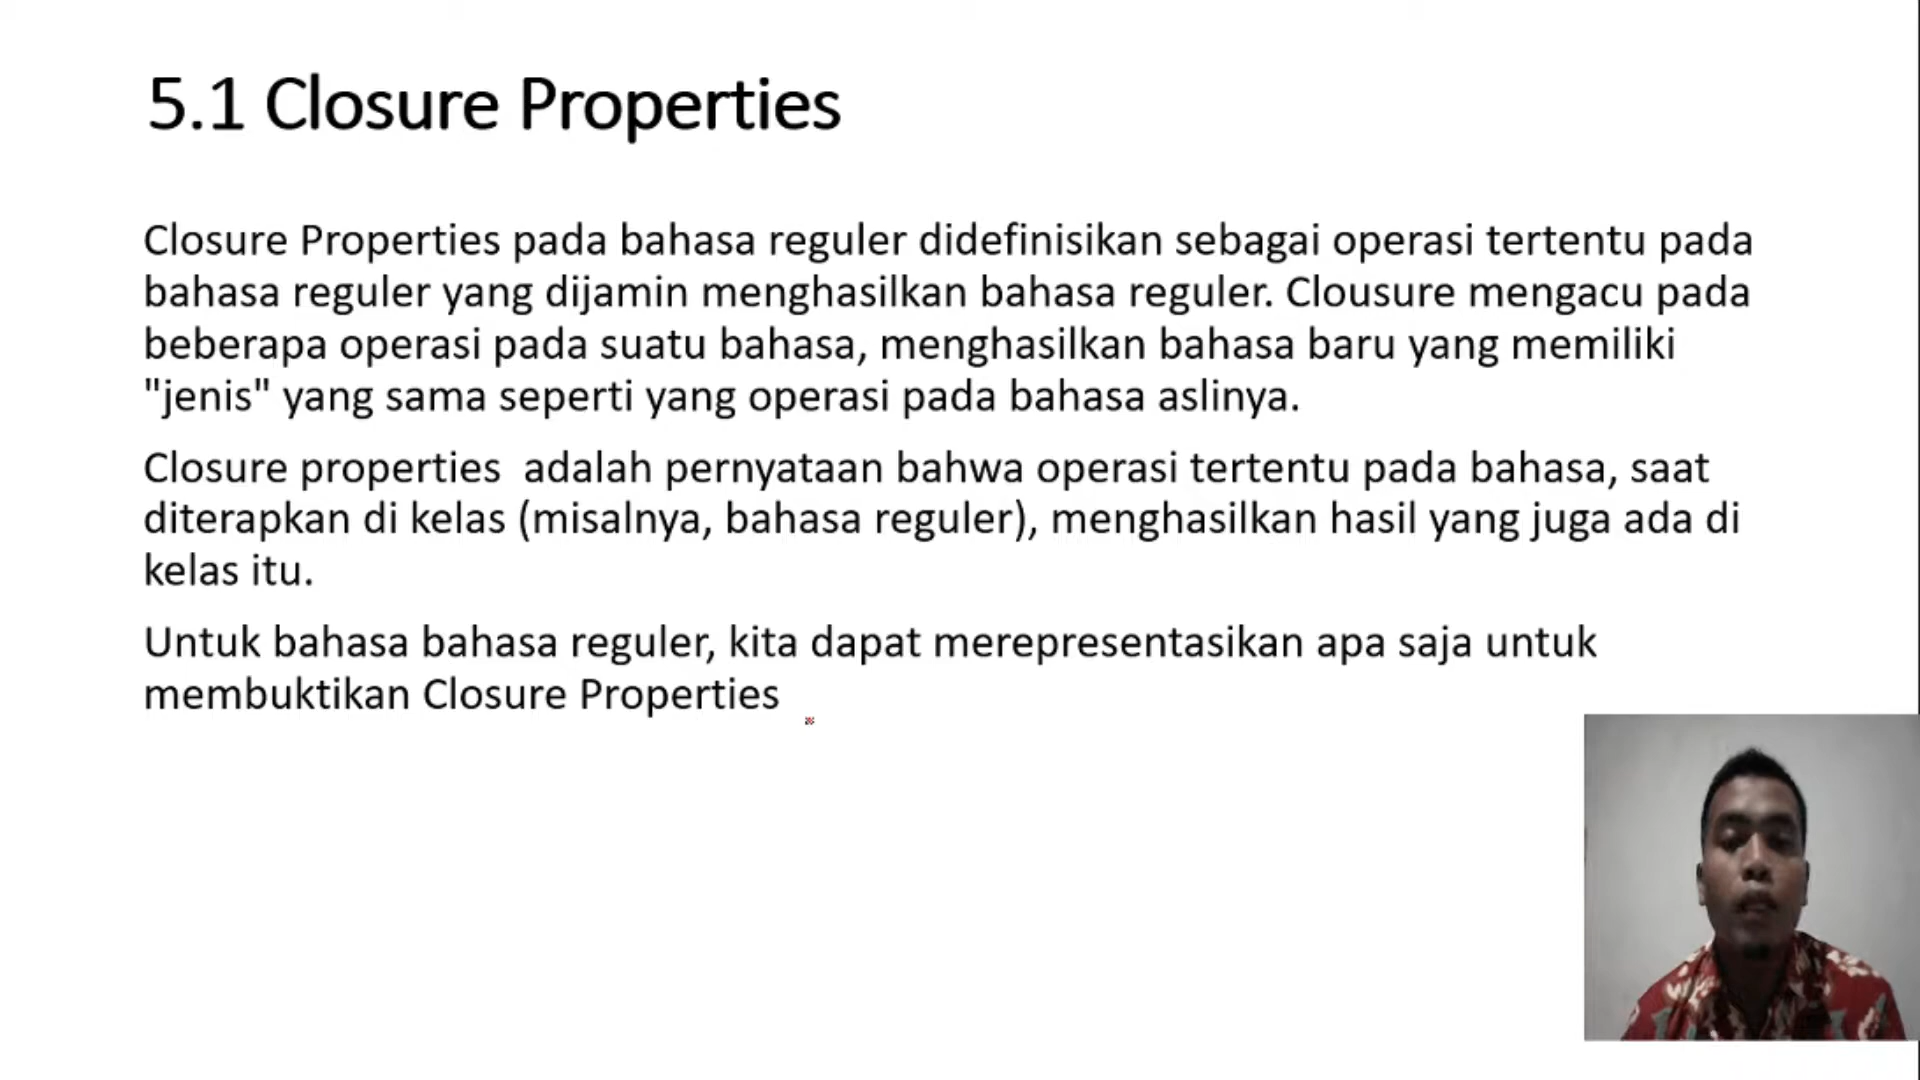 5.1 Closure Properties
Closure Properties pada bahasa reguler didefinisikan sebagai operasi tertentu pada
bahasa reguler yang dijamin menghasilkan bahasa reguler. Clousure mengacu pada
beberapa operasi pada suatu bahasa, menghasilkan bahasa baru yang memiliki
"jenis" yang sama seperti yang operasi pada bahasa aslinya.
Closure properties  adalah pernyataan bahwa operasi tertentu pada bahasa, saat
diterapkan di kelas (misalnya, bahasa reguler), menghasilkan hasil yang juga ada di
kelas itu.
Untuk bahasa bahasa reguler, kita dapat merepresentasikan apa saja untuk
membuktikan Closure Properties